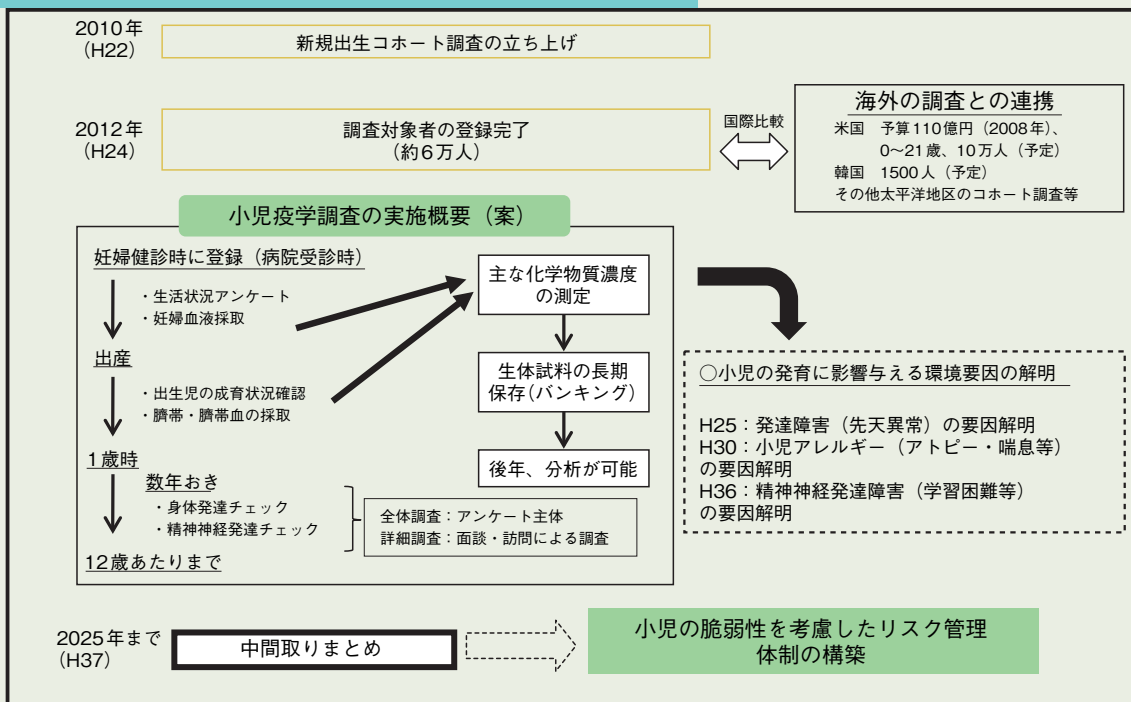 2010年
（H22）
新規出生コホート調査の立ち上げ
2012年
（H24）
調査対象者の登録完了
（約6万人）
国際比較
海外の調査との連携
米国　予算110億円（2008年）、
0〜21歳、10万人（予定）
韓国　1500人（予定）
その他太平洋地区のコホート調査等
小児疫学調査の実施概要（案）
妊婦健診時に登録（病院受診時）
・生活状況アンケート
・妊婦血液採取
出産
・出生児の成育状況確認
・臍帯・臍帯血の採取
1歳時
数年おき
・身体発達チェック
・精神神経発達チェック
12歳あたりまで
全体調査：アンケート主体
詳細調査：面談・訪問による調査
主な化学物質濃度
の測定
生体試料の長期
保存（バンキング）
後年、分析が可能
○小児の発育に影響与える環境要因の解明
H25：発達障害（先天異常）の要因解明
H30：小児アレルギー（アトピー・喘息等）
の要因解明
H36：精神神経発達障害（学習困難等）
の要因解明
2025年まで
（H37）
中間取りまとめ
小児の脆弱性を考慮したリスク管理
体制の構築